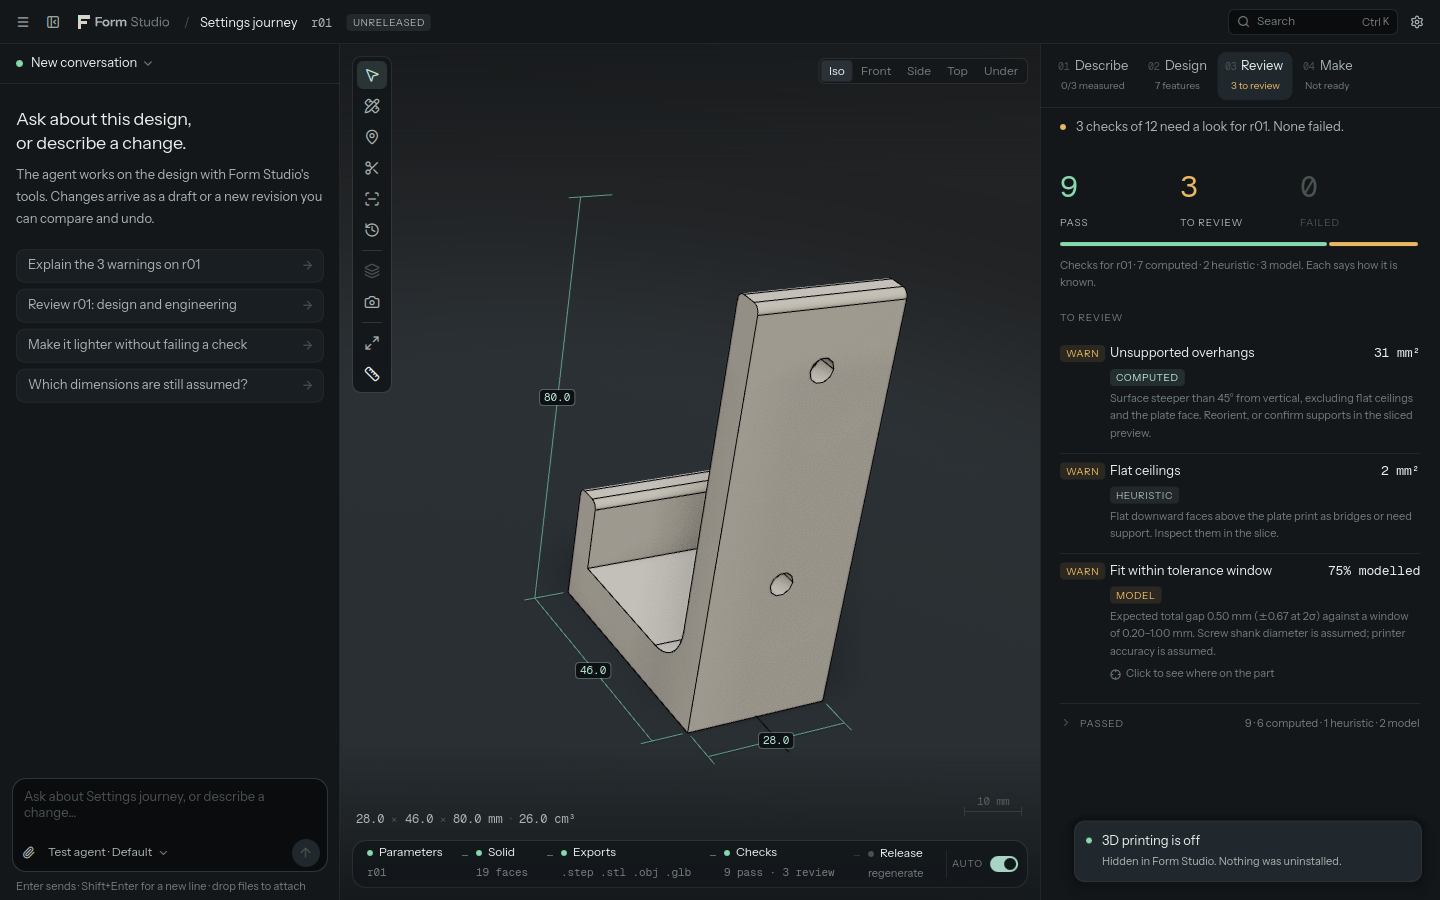 Form Studio / Settings journey r01 UNRELEASED
Search Ctrl K
New conversation
Ask about this design,
or describe a change.
The agent works on the design with Form Studio's
tools. Changes arrive as a draft or a new revision you
can compare and undo.
Explain the 3 warnings on r01
Review r01: design and engineering
Make it lighter without failing a check
Which dimensions are still assumed?
Ask about Settings journey, or describe a
change...
Test agent · Default
Enter sends · Shift+Enter for a new line · drop files to attach
Iso Front Side Top Under
80.0
46.0
28.0
10 mm
28.0 × 46.0 × 80.0 mm · 26.0 cm³
Parameters
r01
Solid
19 faces
Exports
.step .stl .obj .glb
Checks
9 pass · 3 review
Release
regenerate
AUTO
01 Describe
0/3 measured
02 Design
7 features
03 Review
3 to review
04 Make
Not ready
3 checks of 12 need a look for r01. None failed.
9 3 0
PASS TO REVIEW FAILED
Checks for r01 · 7 computed · 2 heuristic · 3 model. Each says how it is
known.
TO REVIEW
WARN Unsupported overhangs 31 mm²
COMPUTED
Surface steeper than 45° from vertical, excluding flat ceilings
and the plate face. Reorient, or confirm supports in the sliced
preview.
WARN Flat ceilings 2 mm²
HEURISTIC
Flat downward faces above the plate print as bridges or need
support. Inspect them in the slice.
WARN Fit within tolerance window 75% modelled
MODEL
Expected total gap 0.50 mm (±0.67 at 2σ) against a window
of 0.20–1.00 mm. Screw shank diameter is assumed; printer
accuracy is assumed.
Click to see where on the part
PASSED 9 · 6 computed · 1 heuristic · 2 model
3D printing is off
Hidden in Form Studio. Nothing was uninstalled.